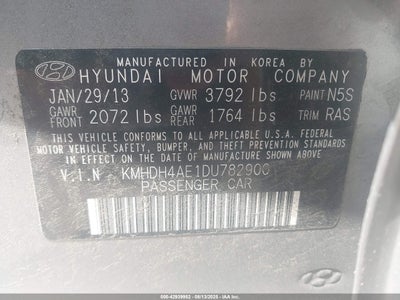 MANUFACTURED IN KOREA BY
HYUNDAI MOTOR COMPANY
JAN/29/13 GVWR 3792 lbs PAINT N5S
GAWR FRONT 2072 lbs GAWR REAR 1764 lbs TRIM RAS
THIS VEHICLE CONFORMS TO ALL APPLICABLE U.S.A. FEDERAL
MOTOR VEHICLE SAFETY, BUMPER, AND THEFT PREVENTION
STANDARDS IN EFFECT ON THE DATE OF MANUFACTURE SHOWN ABOVE.
V.I.N KMHDH4AE1DU782900
PASSENGER CAR